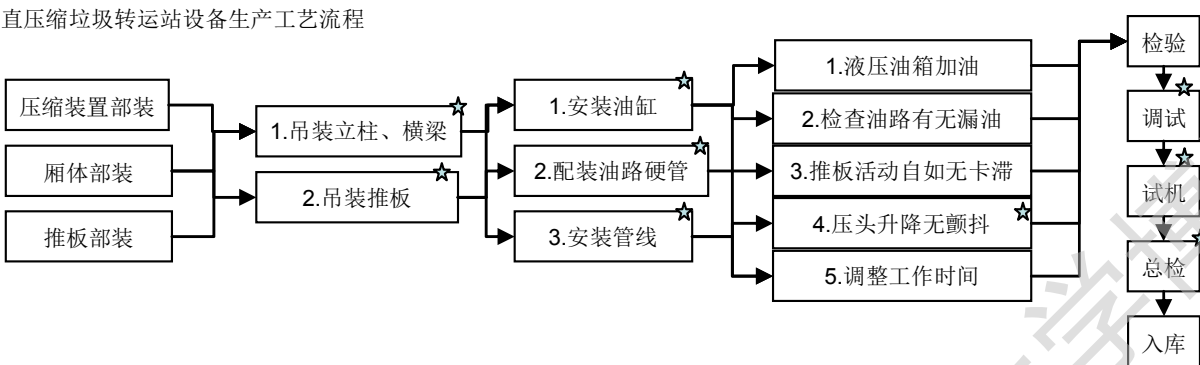 直压缩垃圾转运站设备生产工艺流程
压缩装置部装
厢体部装
推板部装
1.吊装立柱、横梁
2.吊装推板
1.安装油缸
2.配装油路硬管
3.安装管线
1.液压油箱加油
2.检查油路有无漏油
3.推板活动自如无卡滞
4.压头升降无颤抖
5.调整工作时间
检验
调试
试机
总检
入库